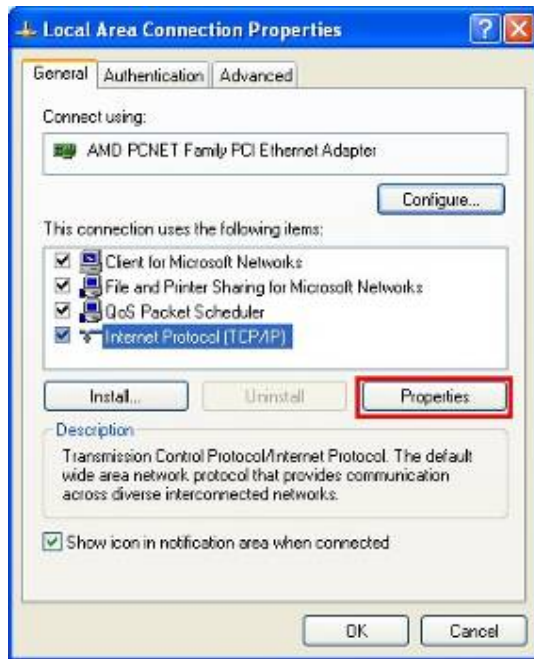 Local Area Connection Properties
General Authentication Advanced
Connect using:
AMD PCNET Family PCI Ethernet Adapter
Configure...
This connection uses the following items:
Client for Microsoft Networks
File and Printer Sharing for Microsoft Networks
QoS Packet Scheduler
Internet Protocol (TCP/IP)
Install... Uninstall Properties
Description
Transmission Control Protocol/Internet Protocol. The default
wide area network protocol that provides communication
across diverse interconnected networks.
Show icon in notification area when connected
OK Cancel